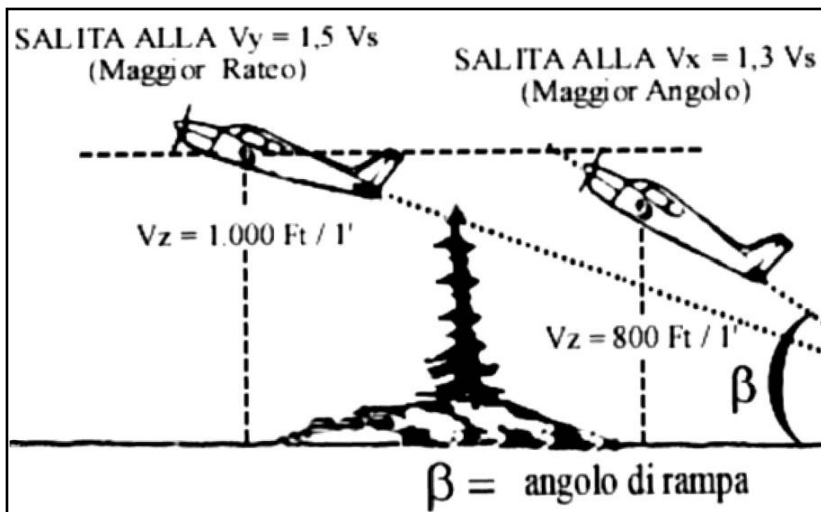 SALITA ALLA Vy = 1,5 Vs
(Maggior Rateo)
SALITA ALLA Vx = 1,3 Vs
(Maggior Angolo)
Vz = 1.000 Ft / 1'
Vz = 800 Ft / 1'
β
β = angolo di rampa